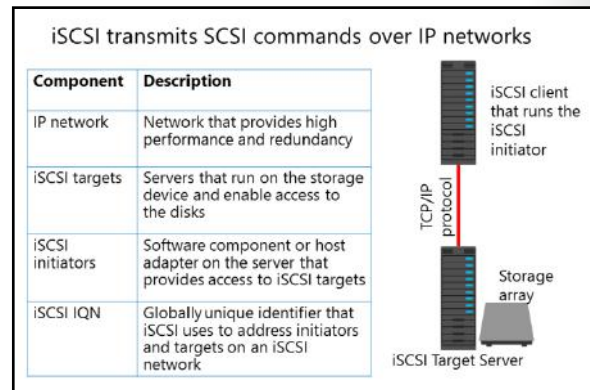 iSCSI transmits SCSI commands over IP networks
Component Description
IP network Network that provides high
performance and redundancy
iSCSI targets Servers that run on the storage
device and enable access to
the disks
iSCSI Software component or host
initiators adapter on the server that
provides access to iSCSI targets
iSCSI IQN Globally unique identifier that
iSCSI uses to address initiators
and targets on an iSCSI
network
iSCSI client
that runs the
iSCSI
initiator
TCP/IP
protocol
Storage
array
iSCSI Target Server